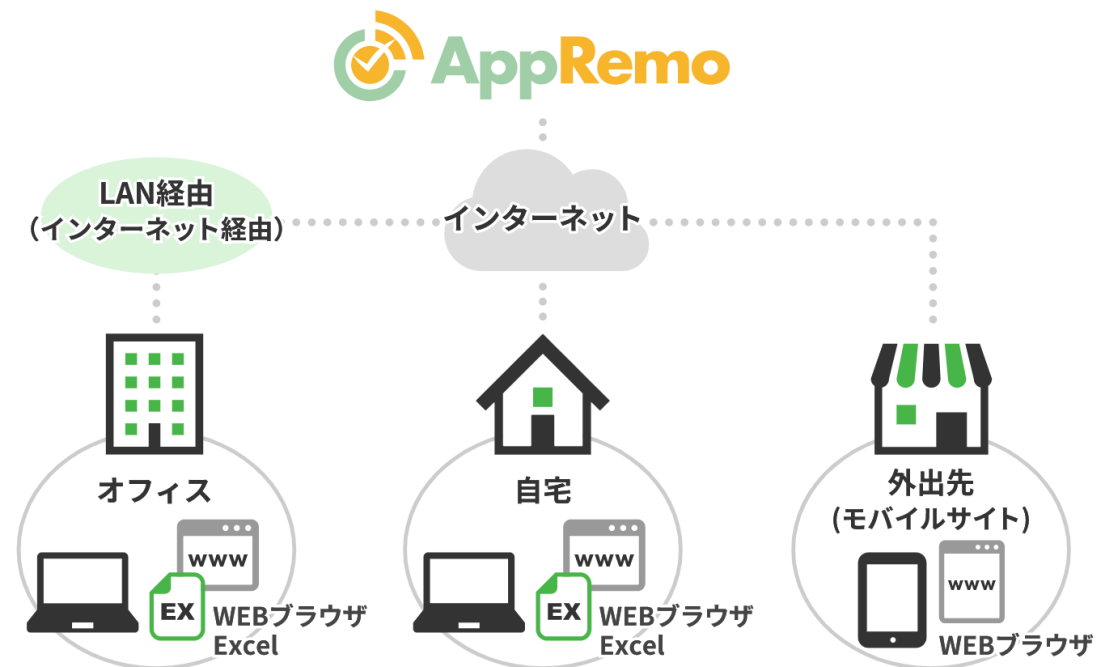 AppRemo
LAN経由
（インターネット経由）
インターネット
オフィス
www
EX
WEBブラウザ
Excel
自宅
www
EX
WEBブラウザ
Excel
外出先
(モバイルサイト)
www
WEBブラウザ